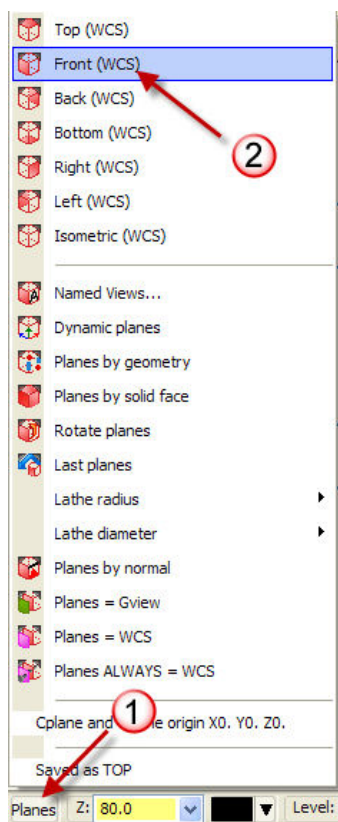 Top (WCS)
Front (WCS)
Back (WCS)
2
Bottom (WCS)
Right (WCS)
Left (WCS)
Isometric (WCS)
Named Views...
Dynamic planes
Planes by geometry
Planes by solid face
Rotate planes
Last planes
Lathe radius
Lathe diameter
Planes by normal
Planes = Gview
Planes = WCS
Planes ALWAYS = WCS
1
Cplane and e origin X0. Y0. Z0.
Saved as TOP
Planes Z: 80.0 Level: